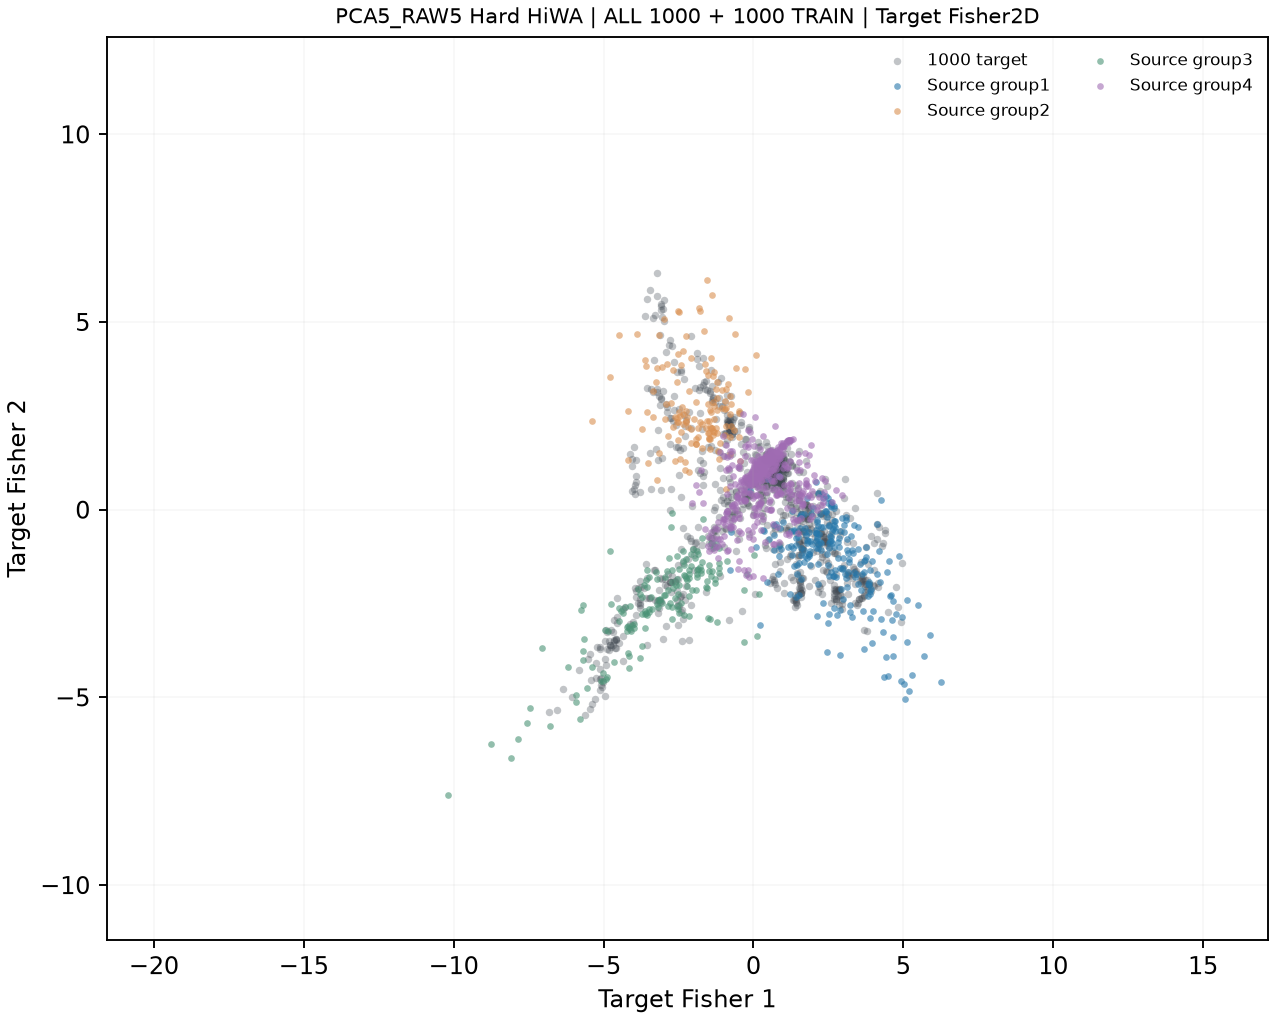 PCA5_RAW5 Hard HiWA | ALL 1000 + 1000 TRAIN | Target Fisher2D
1000 target
Source group1
Source group2
Source group3
Source group4
Target Fisher 2
10
5
0
−5
−10
−20
−15
−10
−5
0
5
10
15
Target Fisher 1